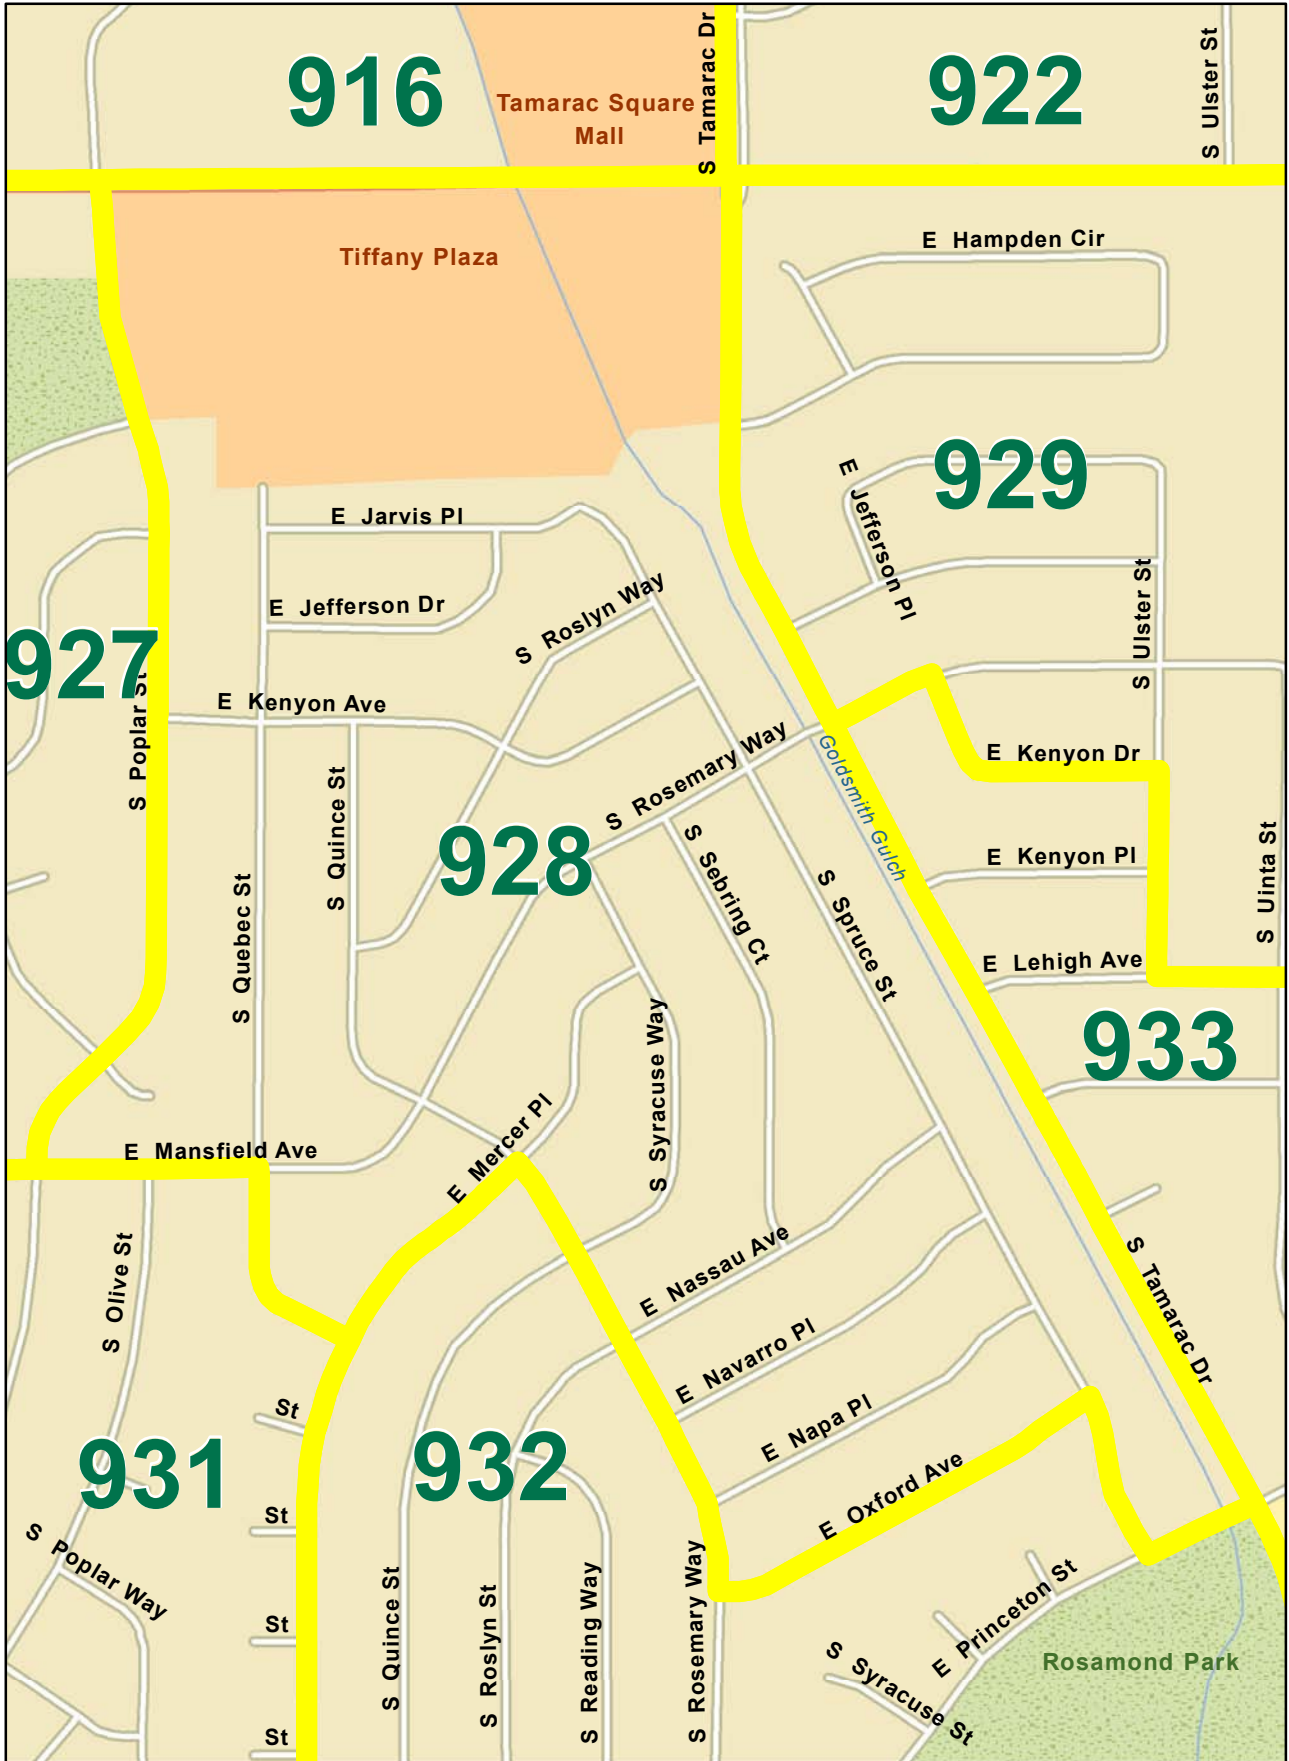 916
Tamarac Square
Mall
S Tamarac Dr
922
S Ulster St
Tiffany Plaza
E Hampden Cir
929
E Jarvis Pl
E Jefferson Pl
E Jefferson Dr
S Roslyn Way
S Ulster St
927
S Poplar St
E Kenyon Ave
S Rosemary Way
Goldsmith Gulch
E Kenyon Dr
S Quince St
928
S Sebring Ct
E Kenyon Pl
S Uinta St
S Quebec St
S Spruce St
E Lehigh Ave
S Syracuse Way
933
E Mansfield Ave
E Mercer Pl
S Olive St
E Nassau Ave
S Tamarac Dr
E Navarro Pl
St
E Napa Pl
931
932
E Oxford Ave
St
S Poplar Way
S Quince St
S Roslyn St
S Reading Way
S Rosemary Way
E Princeton St
St
S Syracuse St
Rosamond Park
St